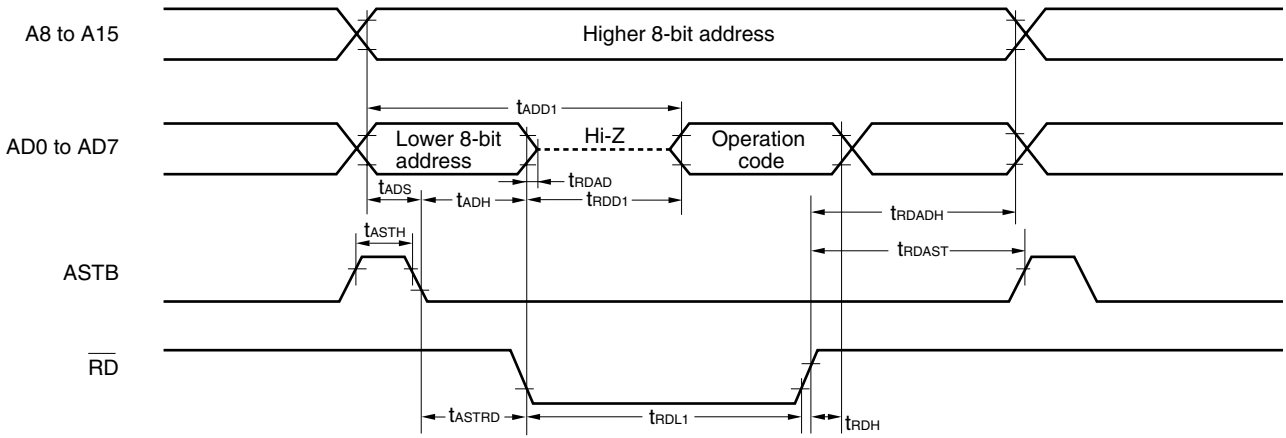 A8 to A15
Higher 8-bit address
tADD1
AD0 to AD7
Lower 8-bit
address
Hi-Z
Operation
code
tRDAD
tADS
tADH
tRDD1
tRDADH
tASTH
tRDAST
ASTB
RD
tASTRD
tRDL1
tRDH